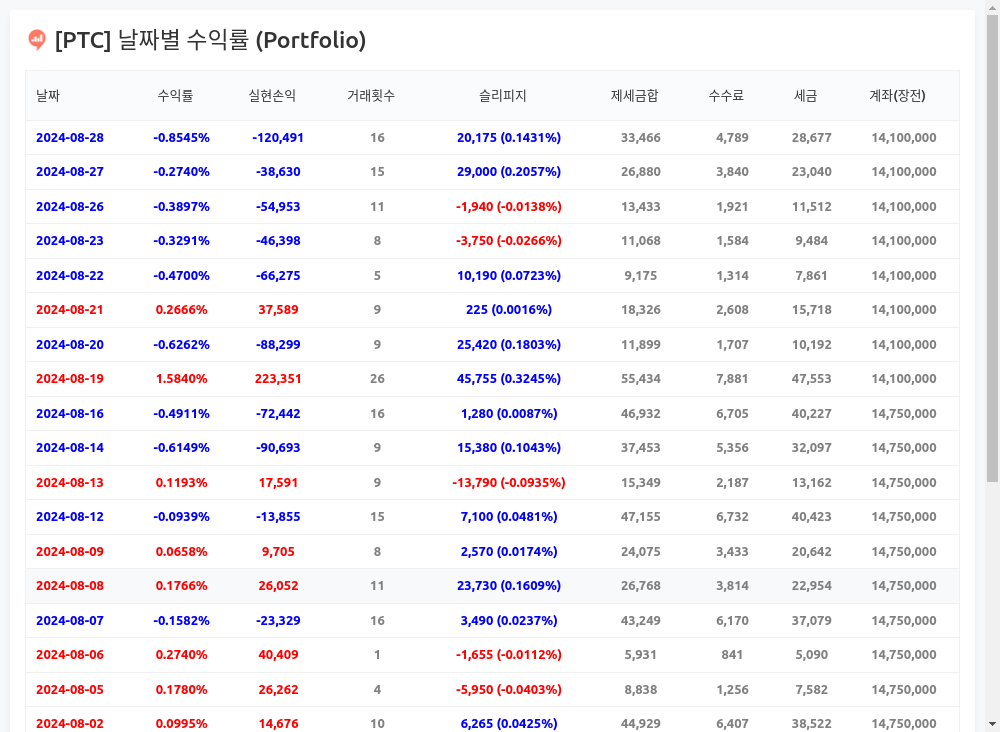 [PTC] 날짜별 수익률 (Portfolio)
날짜 수익률 실현손익 거래횟수 슬리피지 제세금합 수수료 세금 계좌(장전)
2024-08-28 -0.8545% -120,491 16 20,175 (0.1431%) 33,466 4,789 28,677 14,100,000
2024-08-27 -0.2740% -38,630 15 29,000 (0.2057%) 26,880 3,840 23,040 14,100,000
2024-08-26 -0.3897% -54,953 11 -1,940 (-0.0138%) 13,433 1,921 11,512 14,100,000
2024-08-23 -0.3291% -46,398 8 -3,750 (-0.0266%) 11,068 1,584 9,484 14,100,000
2024-08-22 -0.4700% -66,275 5 10,190 (0.0723%) 9,175 1,314 7,861 14,100,000
2024-08-21 0.2666% 37,589 9 225 (0.0016%) 18,326 2,608 15,718 14,100,000
2024-08-20 -0.6262% -88,299 9 25,420 (0.1803%) 11,899 1,707 10,192 14,100,000
2024-08-19 1.5840% 223,351 26 45,755 (0.3245%) 55,434 7,881 47,553 14,100,000
2024-08-16 -0.4911% -72,442 16 1,280 (0.0087%) 46,932 6,705 40,227 14,750,000
2024-08-14 -0.6149% -90,693 9 15,380 (0.1043%) 37,453 5,356 32,097 14,750,000
2024-08-13 0.1193% 17,591 9 -13,790 (-0.0935%) 15,349 2,187 13,162 14,750,000
2024-08-12 -0.0939% -13,855 15 7,100 (0.0481%) 47,155 6,732 40,423 14,750,000
2024-08-09 0.0658% 9,705 8 2,570 (0.0174%) 24,075 3,433 20,642 14,750,000
2024-08-08 0.1766% 26,052 11 23,730 (0.1609%) 26,768 3,814 22,954 14,750,000
2024-08-07 -0.1582% -23,329 16 3,490 (0.0237%) 43,249 6,170 37,079 14,750,000
2024-08-06 0.2740% 40,409 1 -1,655 (-0.0112%) 5,931 841 5,090 14,750,000
2024-08-05 0.1780% 26,262 4 -5,950 (-0.0403%) 8,838 1,256 7,582 14,750,000
2024-08-02 0.0995% 14,676 10 6,265 (0.0425%) 44,929 6,407 38,522 14,750,000